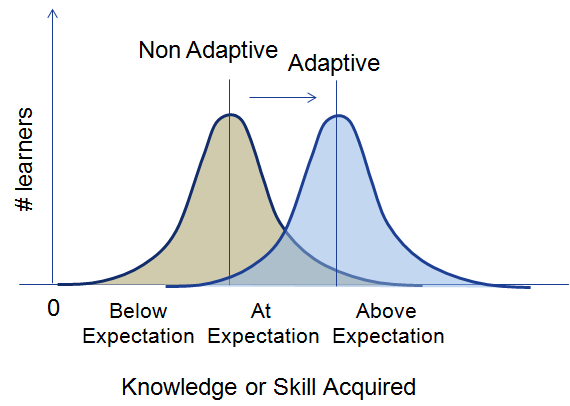 Non Adaptive
Adaptive
# learners
0
Below
Expectation
At
Expectation
Above
Expectation
Knowledge or Skill Acquired